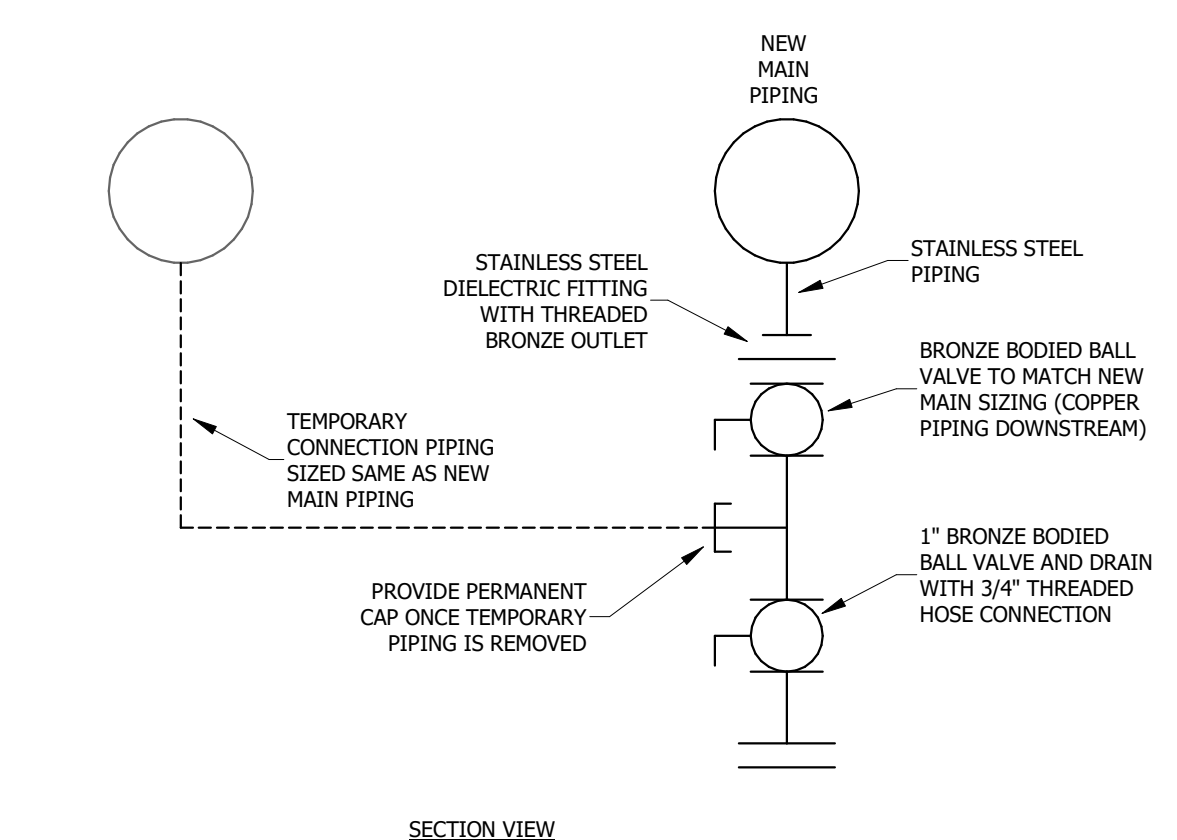 NEW
MAIN
PIPING
STAINLESS STEEL
PIPING
STAINLESS STEEL
DIELECTRIC FITTING
WITH THREADED
BRONZE OUTLET
BRONZE BODIED BALL
VALVE TO MATCH NEW
MAIN SIZING (COPPER
PIPING DOWNSTREAM)
TEMPORARY
CONNECTION PIPING
SIZED SAME AS NEW
MAIN PIPING
1" BRONZE BODIED
BALL VALVE AND DRAIN
WITH 3/4" THREADED
HOSE CONNECTION
PROVIDE PERMANENT
CAP ONCE TEMPORARY
PIPING IS REMOVED
SECTION VIEW